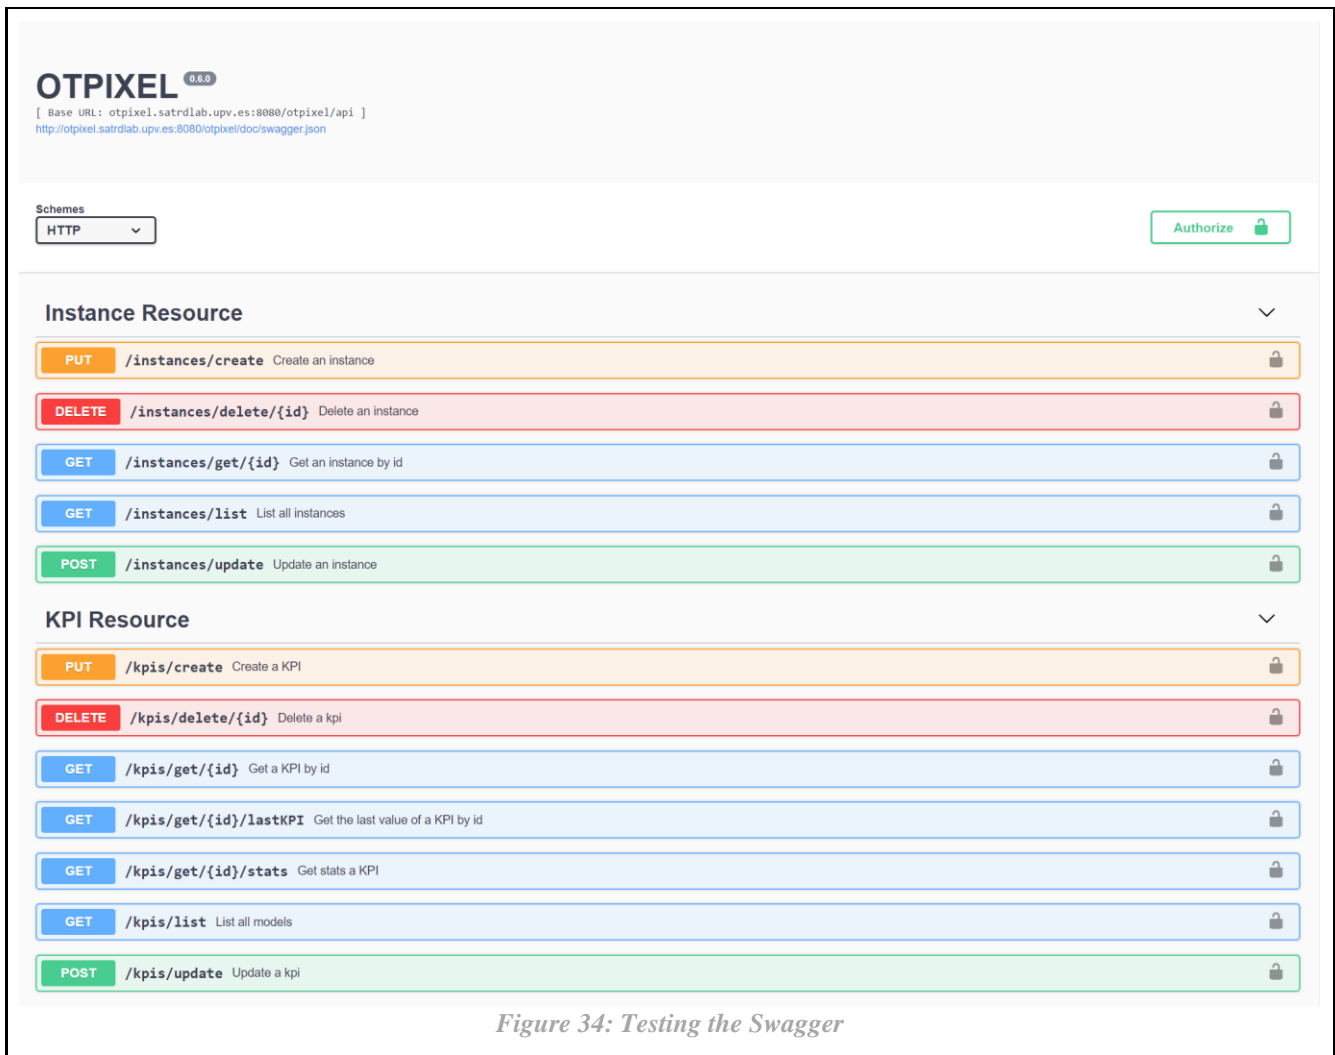 OTPIXEL 0.6.0
[ Base URL: otpixel.satrdlab.upv.es:8080/otpixel/api ]
http://otpixel.satrdlab.upv.es:8080/otpixel/doc/swagger.json
Schemes
HTTP
Authorize
Instance Resource
PUT /instances/create Create an instance
DELETE /instances/delete/{id} Delete an instance
GET /instances/get/{id} Get an instance by id
GET /instances/list List all instances
POST /instances/update Update an instance
KPI Resource
PUT /kpis/create Create a KPI
DELETE /kpis/delete/{id} Delete a kpi
GET /kpis/get/{id} Get a KPI by id
GET /kpis/get/{id}/lastKPI Get the last value of a KPI by id
GET /kpis/get/{id}/stats Get stats a KPI
GET /kpis/list List all models
POST /kpis/update Update a kpi
Figure 34: Testing the Swagger